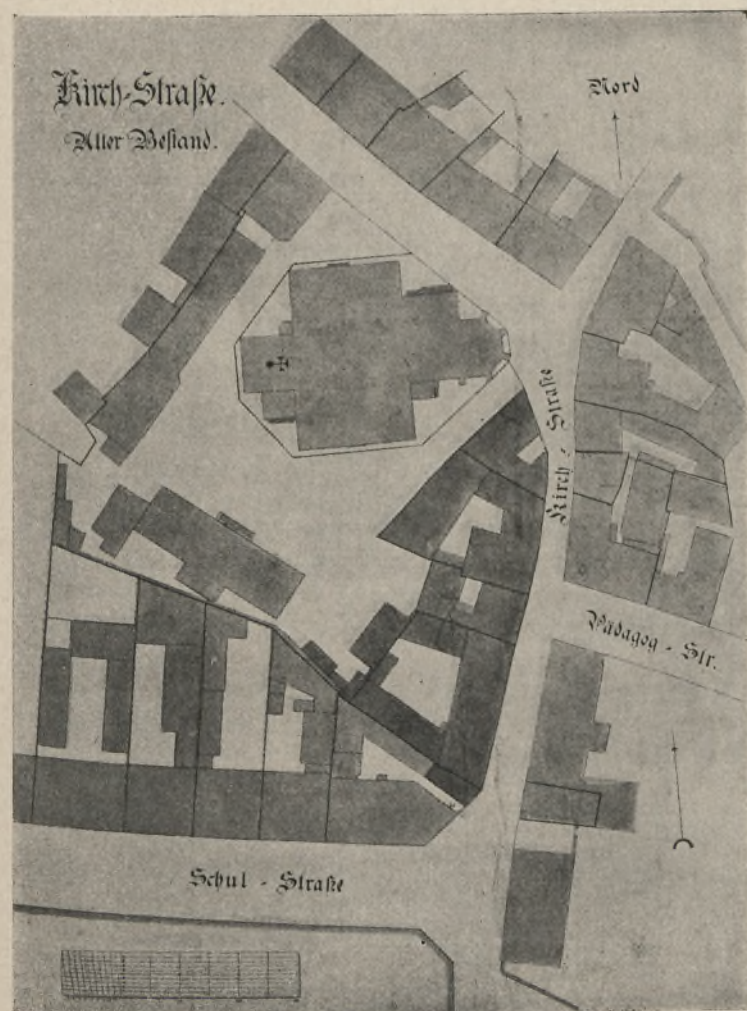 Kirch-Straße.
Alter Bestand.
Nord
Kirch - Straße
Pädagog - Str.
Schul - Straße